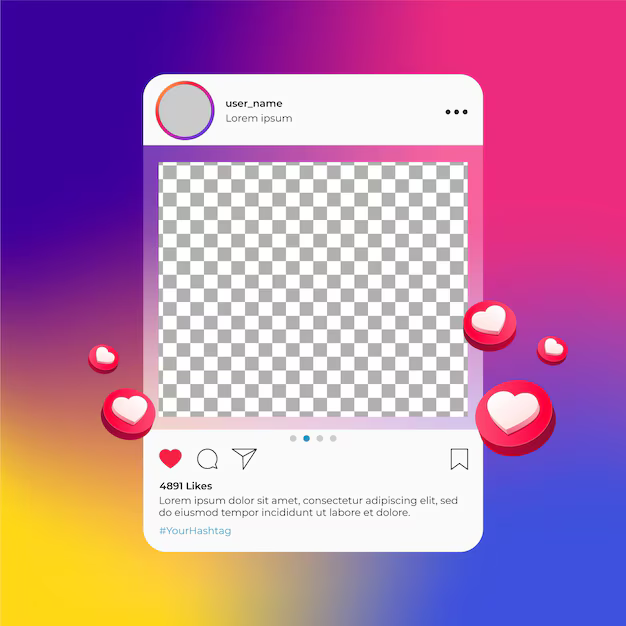 user_name
Lorem ipsum
4891 Likes
Lorem ipsum dolor sit amet, consectetur adipiscing elit, sed
do eiusmod tempor incididunt ut labore et dolore.
#YourHashtag